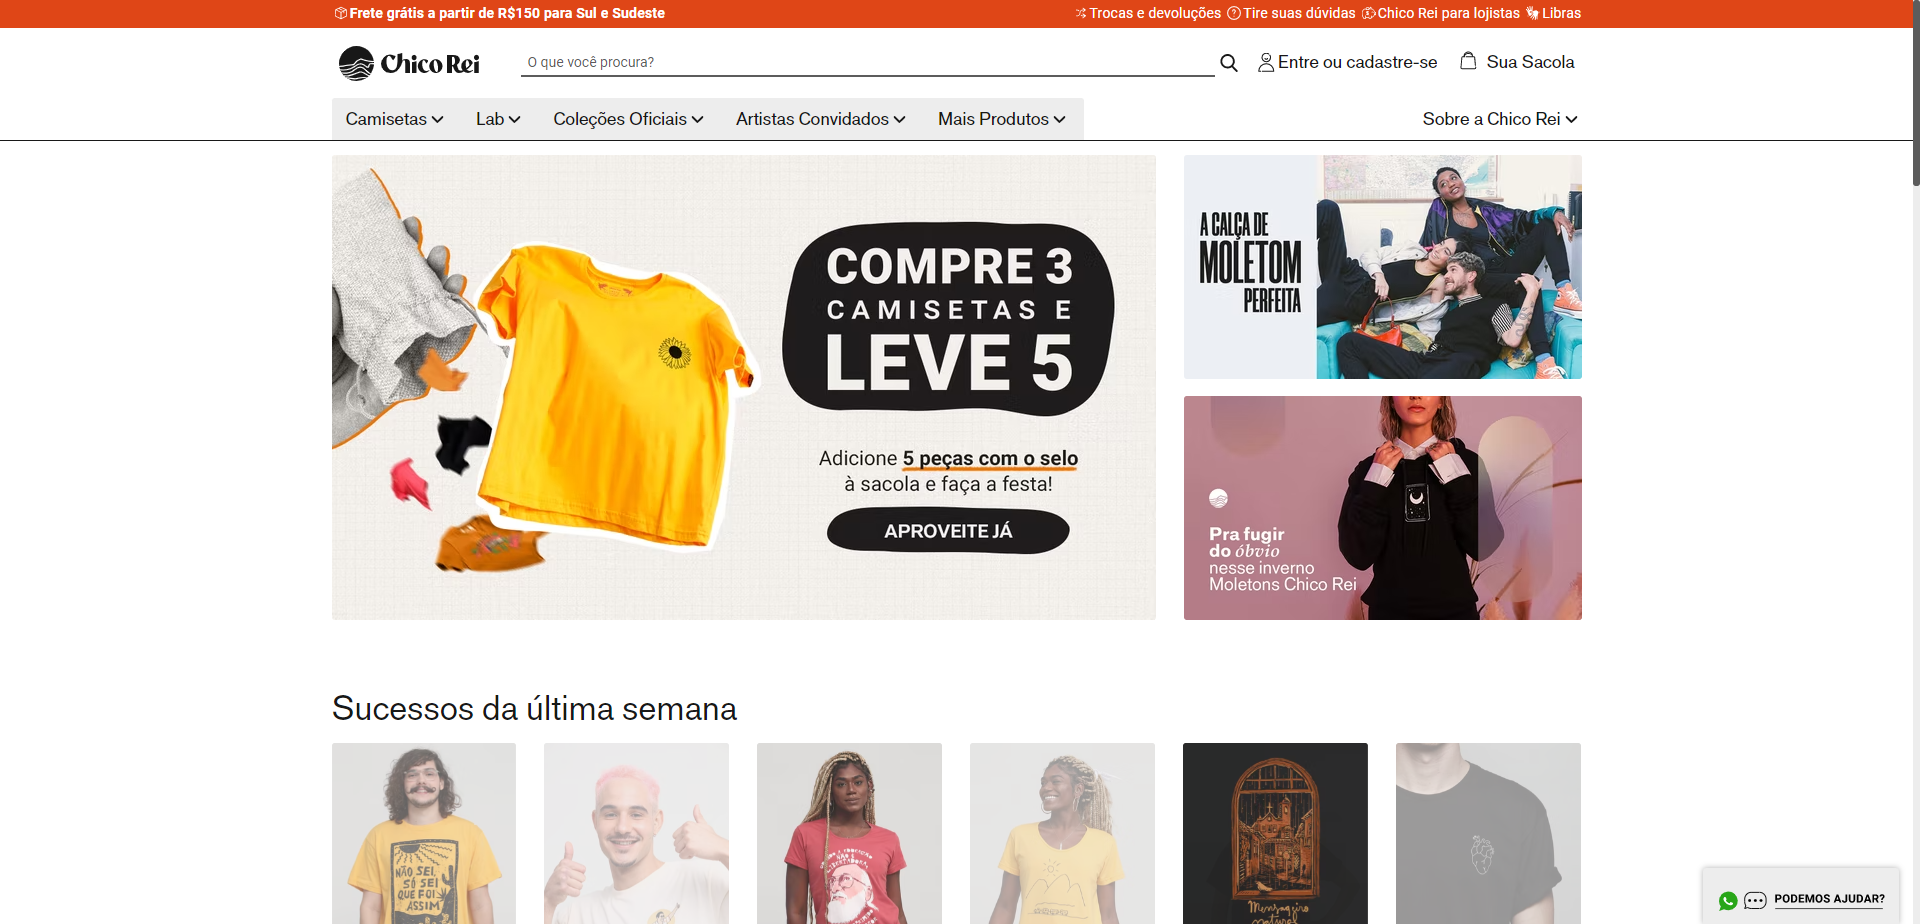 Frete grátis a partir de R$150 para Sul e Sudeste
Trocas e devoluções
Tire suas dúvidas
Chico Rei para lojistas
Libras
Chico Rei
O que você procura?
Entre ou cadastre-se
Sua Sacola
Camisetas
Lab
Coleções Oficiais
Artistas Convidados
Mais Produtos
Sobre a Chico Rei
COMPRE 3
CAMISETAS E
LEVE 5
Adicione 5 peças com o selo
à sacola e faça a festa!
APROVEITE JÁ
A CALÇA DE
MOLETOM
PERFEITA
Pra fugir
do óbvio
nesse inverno
Moletons Chico Rei
Sucessos da última semana
NÃO SEI,
SÓ SEI
QUE FOI
ASSIM
Mensageiro
natural
PODEMOS AJUDAR?